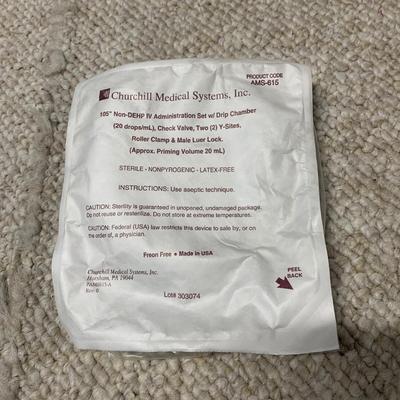 PRODUCT CODE
AMS-615
Churchill Medical Systems, Inc.
105" Non-DEHP IV Administration Set w/ Drip Chamber
(20 drops/mL), Check Valve, Two (2) Y-Sites,
Roller Clamp & Male Luer Lock.
(Approx. Priming Volume 20 mL)
STERILE - NONPYROGENIC - LATEX-FREE
INSTRUCTIONS: Use aseptic technique.
CAUTION: Sterility is guaranteed in unopened, undamaged package.
Do not reuse or resterilize. Do not store at extreme temperatures.
CAUTION: Federal (USA) law restricts this device to sale by, or on
the order of, a physician.
Freon Free • Made in USA
Churchill Medical Systems, Inc.
Horsham, PA 19044
Rev. 0
Lot# 303074
PEEL
BACK